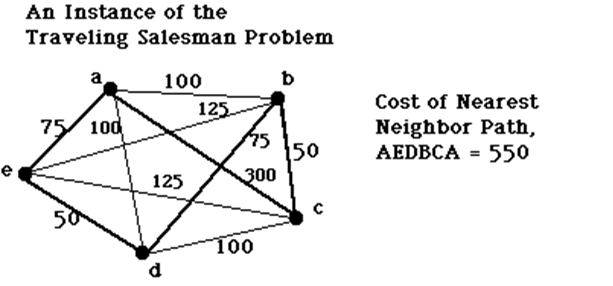 An Instance of the
Traveling Salesman Problem
a
100
b
125
75
100
75
50
e
125
300
c
50
100
d
Cost of Nearest
Neighbor Path,
AEDBCA = 550